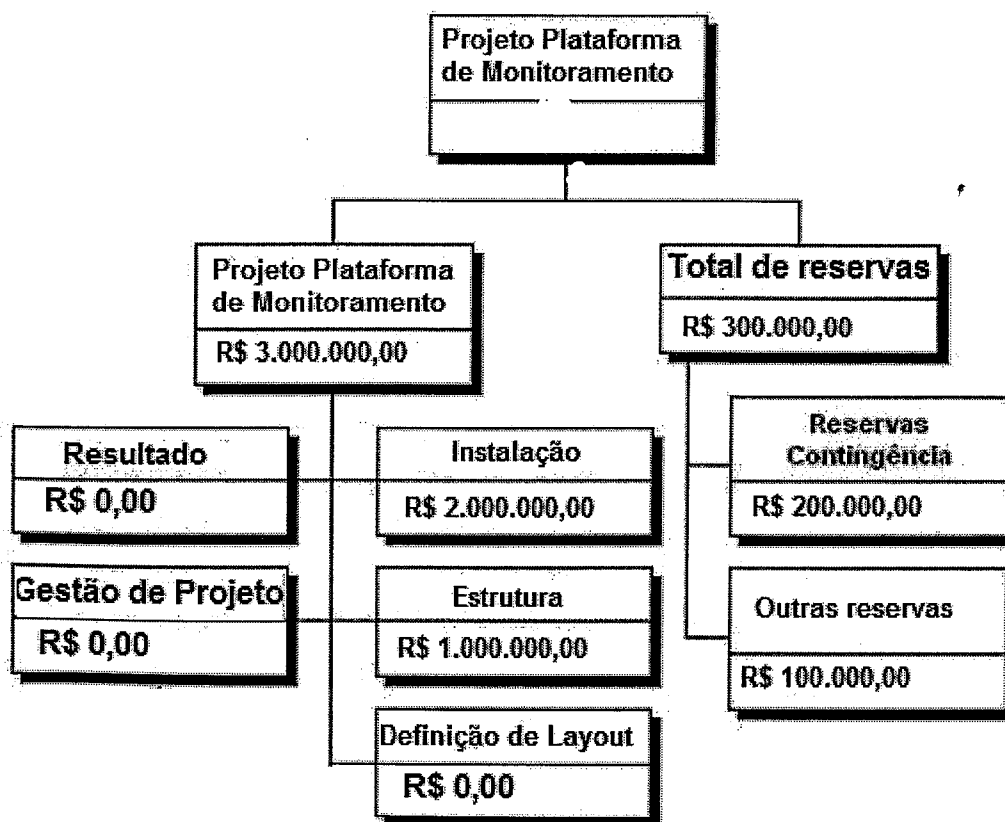 Projeto Plataforma
de Monitoramento
Projeto Plataforma
de Monitoramento
R$ 3.000.000,00
Total de reservas
R$ 300.000,00
Resultado
R$ 0,00
Instalação
R$ 2.000.000,00
Reservas
Contingência
R$ 200.000,00
Gestão de Projeto
R$ 0,00
Estrutura
R$ 1.000.000,00
Outras reservas
R$ 100.000,00
Definição de Layout
R$ 0,00